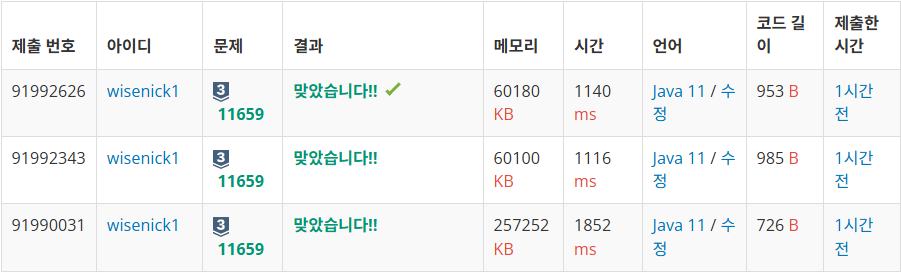 제출 번호 아이디 문제 결과 메모리 시간 언어 코드 길이 제출한 시간
91992626 wisenick1 3 11659 맞았습니다!! 60180 KB 1140 ms Java 11 / 수정 953 B 1시간 전
91992343 wisenick1 3 11659 맞았습니다!! 60100 KB 1116 ms Java 11 / 수정 985 B 1시간 전
91990031 wisenick1 3 11659 맞았습니다!! 257252 KB 1852 ms Java 11 / 수정 726 B 1시간 전